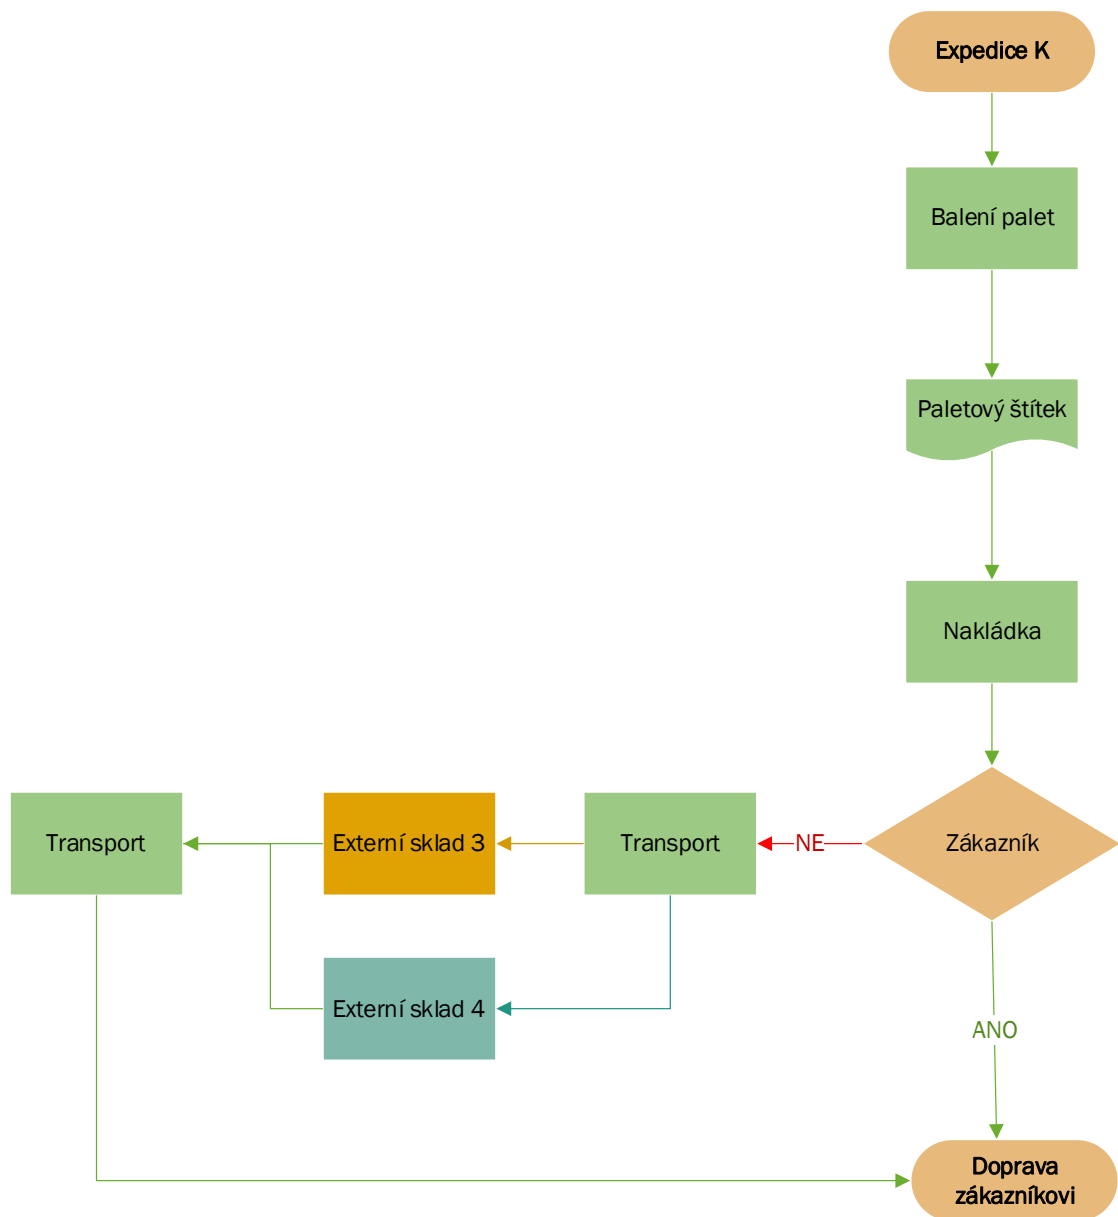 Expedice K
Balení palet
Paletový štítek
Nakládka
Transport
Externí sklad 3
Transport
NE
Zákazník
Externí sklad 4
ANO
Doprava
zákazníkovi